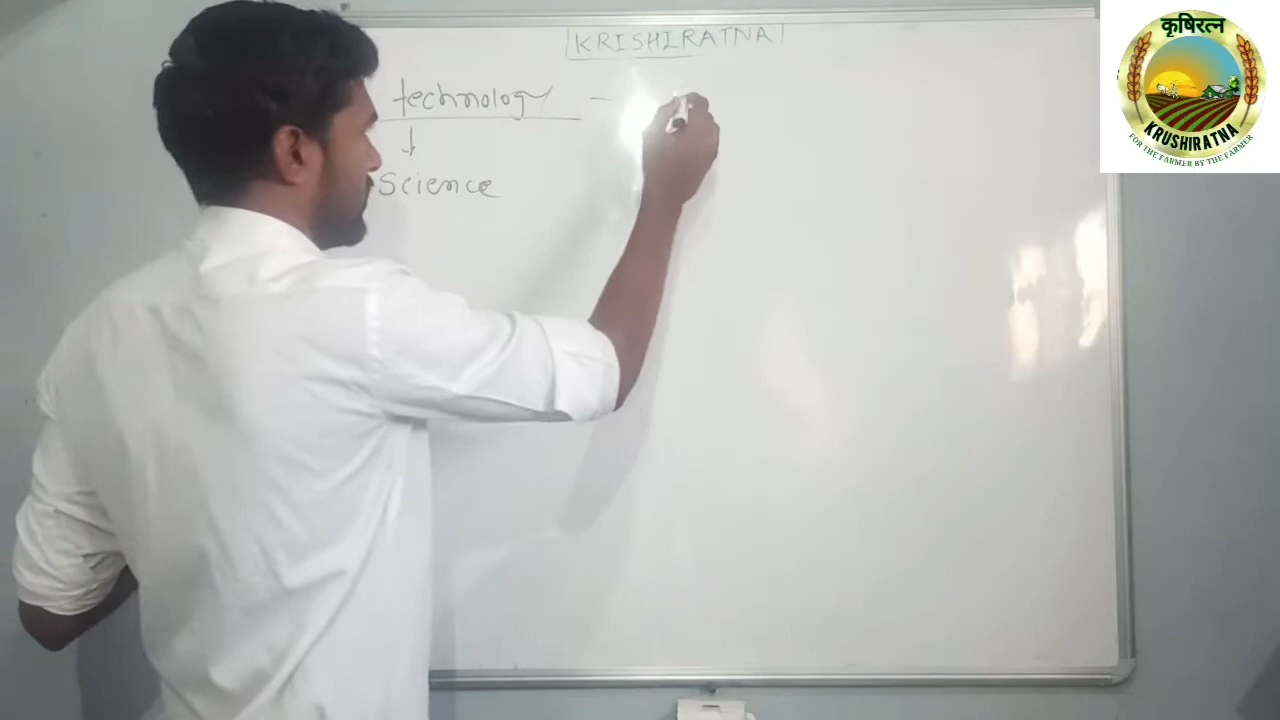 KRISHIRATNA
technology -
Science
कृषिरत्न
KRUSHIRATNA
FOR THE FARMER BY THE FARMER